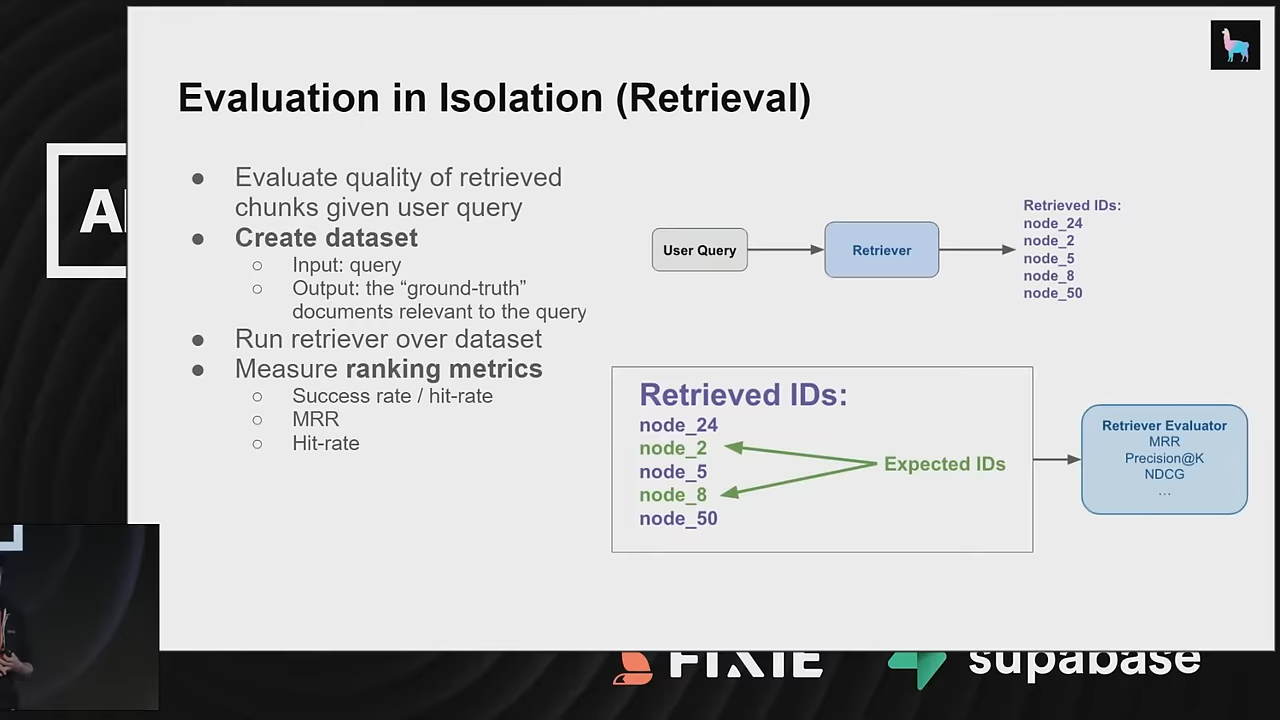 Evaluation in Isolation (Retrieval)
● Evaluate quality of retrieved
chunks given user query
● Create dataset
○ Input: query
○ Output: the “ground-truth”
documents relevant to the query
● Run retriever over dataset
● Measure ranking metrics
○ Success rate / hit-rate
○ MRR
○ Hit-rate
User Query
Retriever
Retrieved IDs:
node_24
node_2
node_5
node_8
node_50
Retrieved IDs:
node_24
node_2
node_5
node_8
node_50
Expected IDs
Retriever Evaluator
MRR
Precision@K
NDCG
...
FIXIE
supabase